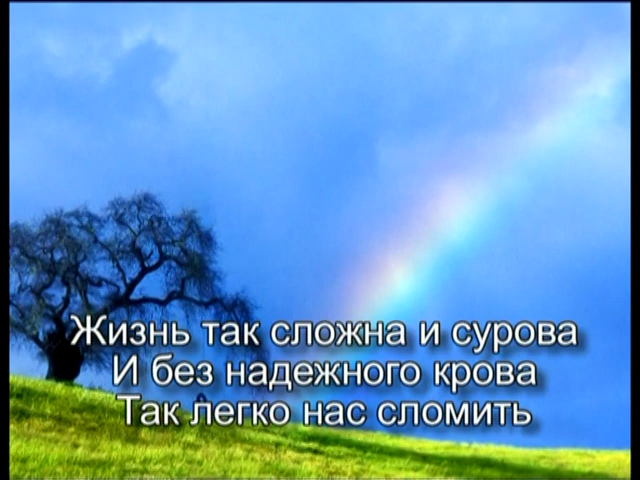 Жизнь так сложна и сурова
И без надежного крова
Так легко нас сломить